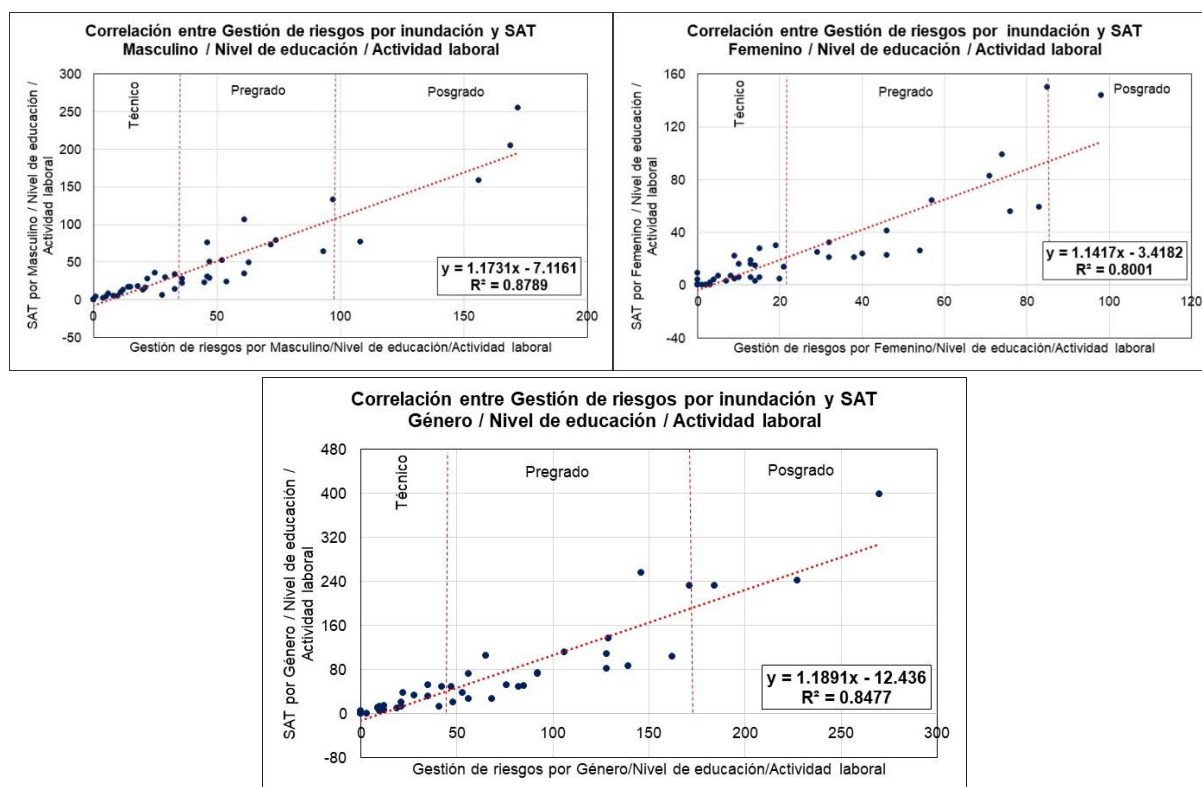 Correlación entre Gestión de riesgos por inundación y SAT
Masculino / Nivel de educación / Actividad laboral
300
250
200
150
100
50
0
-50
0
50
100
150
200
Técnico
Pregrado
Posgrado
SAT por Masculino / Nivel de educación /
Actividad laboral
y = 1.1731x - 7.1161
R² = 0.8789
Gestión de riesgos por Masculino/Nivel de educación/Actividad laboral
Correlación entre Gestión de riesgos por inundación y SAT
Femenino / Nivel de educación / Actividad laboral
160
120
80
40
0
-40
0
20
40
60
80
100
120
Técnico
Pregrado
Posgrado
SAT por Femenino / Nivel de educación /
Actividad laboral
y = 1.1417x - 3.4182
R² = 0.8001
Gestión de riesgos por Femenino/Nivel de educación/Actividad laboral
Correlación entre Gestión de riesgos por inundación y SAT
Género / Nivel de educación / Actividad laboral
480
400
320
240
160
80
0
-80
0
50
100
150
200
250
300
Técnico
Pregrado
Posgrado
SAT por Género / Nivel de educación /
Actividad laboral
y = 1.1891x - 12.436
R² = 0.8477
Gestión de riesgos por Género/Nivel de educación/Actividad laboral